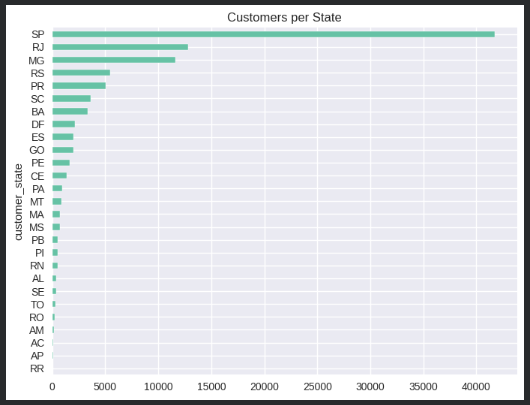 Customers per State
customer_state
SP
RJ
MG
RS
PR
SC
BA
DF
ES
GO
PE
CE
PA
MT
MA
MS
PB
PI
RN
AL
SE
TO
RO
AM
AC
AP
RR
0 5000 10000 15000 20000 25000 30000 35000 40000